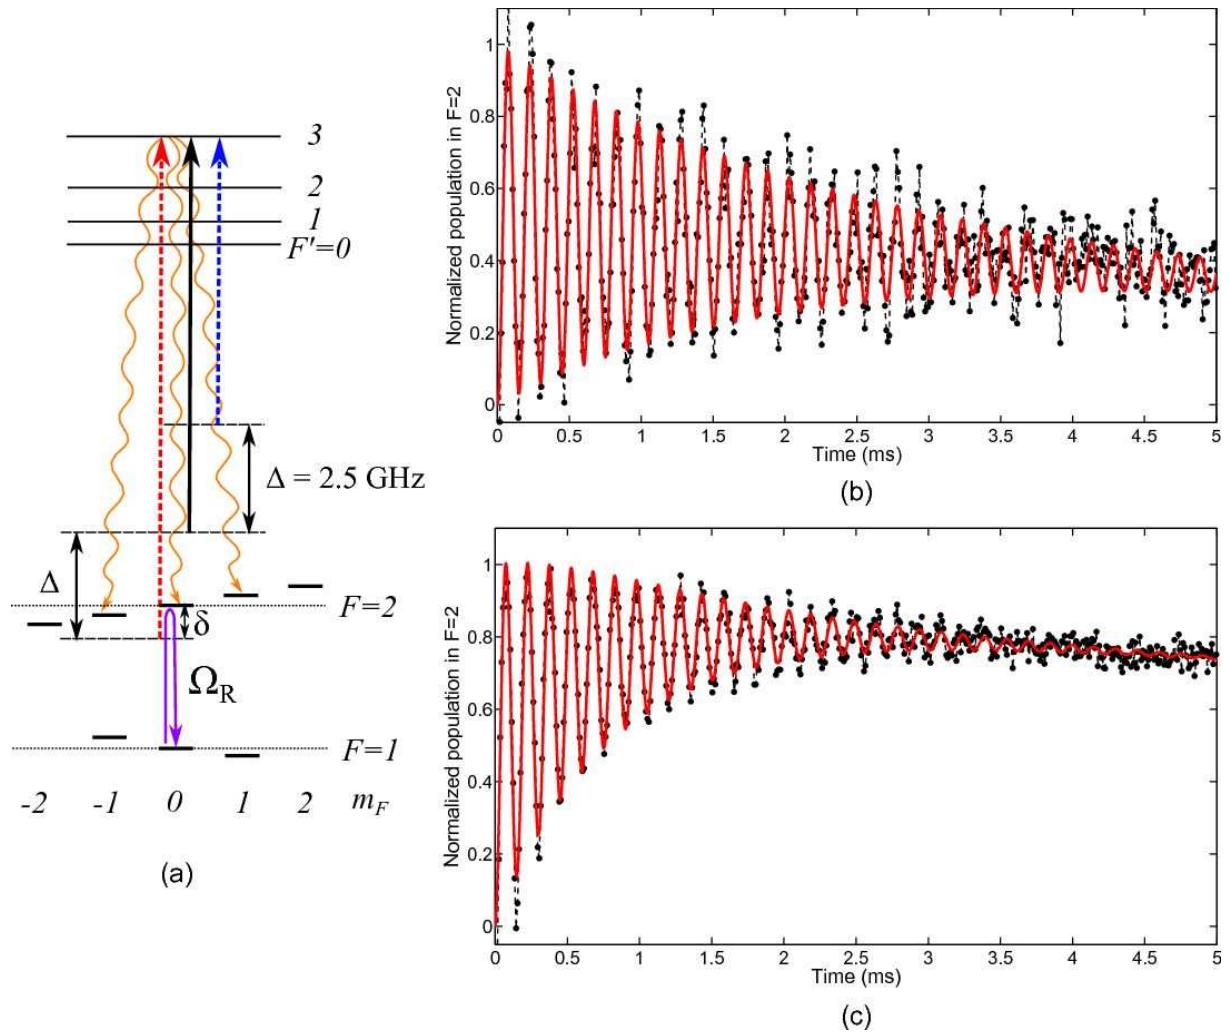 3
2
1
F'=0
Δ = 2.5 GHz
Δ
F=2
δ
Ω_R
F=1
-2 -1 0 1 2 m_F
(a)
Normalized population in F=2
1
0.8
0.6
0.4
0.2
0
0 0.5 1 1.5 2 2.5 3 3.5 4 4.5 5
Time (ms)
(b)
Normalized population in F=2
1
0.8
0.6
0.4
0.2
0
0 0.5 1 1.5 2 2.5 3 3.5 4 4.5 5
Time (ms)
(c)